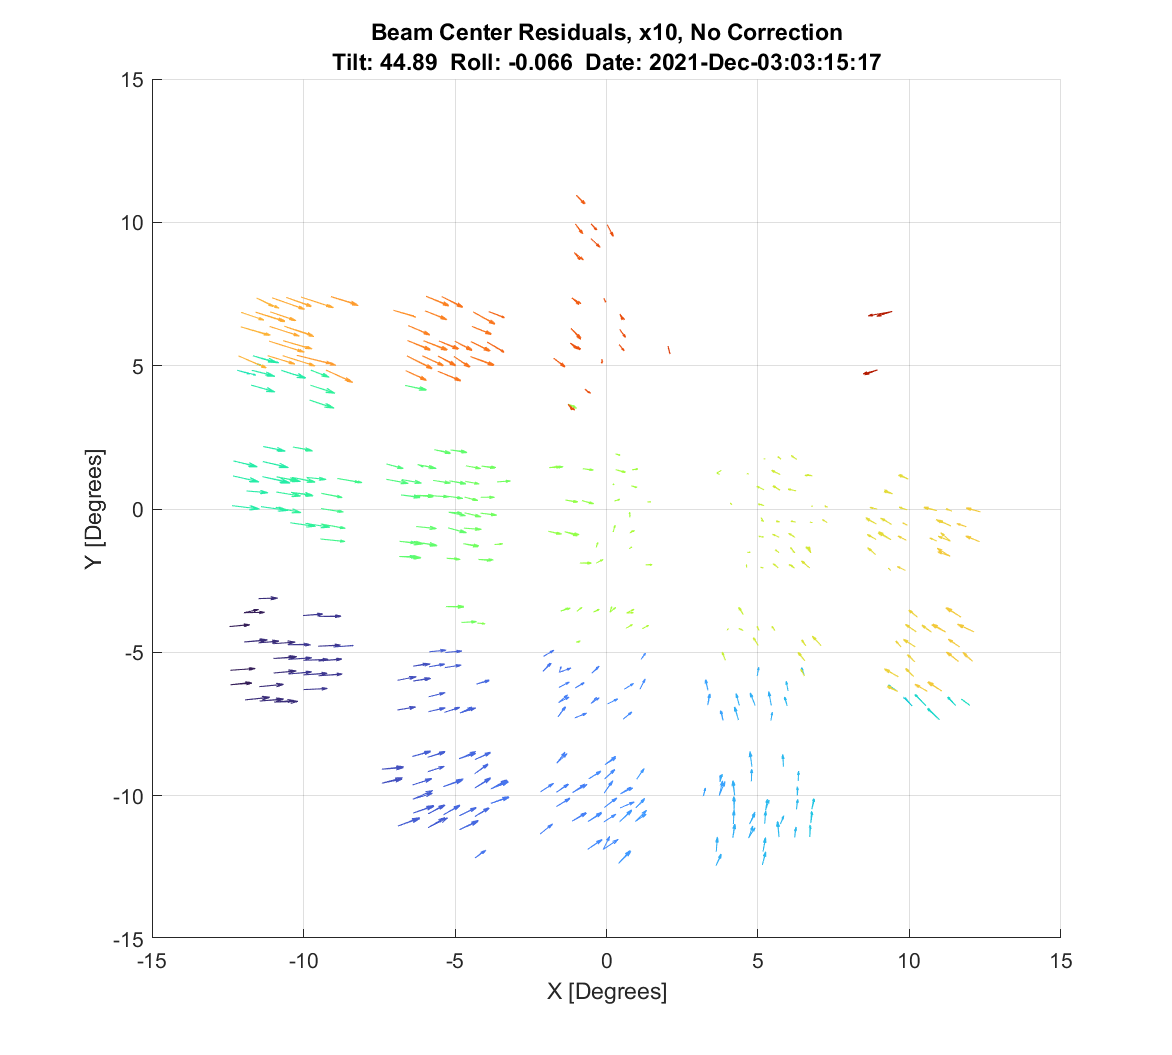 Beam Center Residuals, x10, No Correction
Tilt: 44.89 Roll: -0.066 Date: 2021-Dec-03:03:15:17
15
10
5
0
-5
-10
-15
Y [Degrees]
-15 -10 -5 0 5 10 15
X [Degrees]